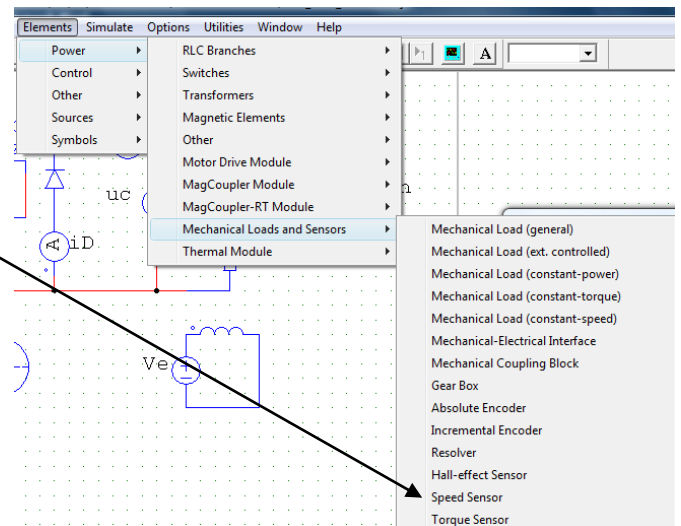 Elements Simulate Options Utilities Window Help
Power
Control
Other
Sources
Symbols
RLC Branches
Switches
Transformers
Magnetic Elements
Other
Motor Drive Module
MagCoupler Module
MagCoupler-RT Module
Mechanical Loads and Sensors
Thermal Module
A
Mechanical Load (general)
Mechanical Load (ext. controlled)
Mechanical Load (constant-power)
Mechanical Load (constant-torque)
Mechanical Load (constant-speed)
Mechanical-Electrical Interface
Mechanical Coupling Block
Gear Box
Absolute Encoder
Incremental Encoder
Resolver
Hall-effect Sensor
Speed Sensor
Torque Sensor
uc
A iD
Ve